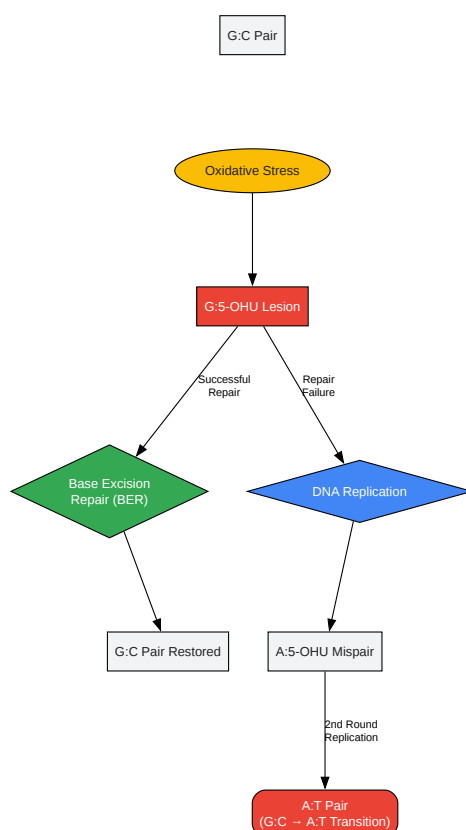 G:C Pair
Oxidative Stress
G:5-OHU Lesion
Successful
Repair
Repair
Failure
Base Excision
Repair (BER)
DNA Replication
G:C Pair Restored
A:5-OHU Mispair
2nd Round
Replication
A:T Pair
(G:C → A:T Transition)